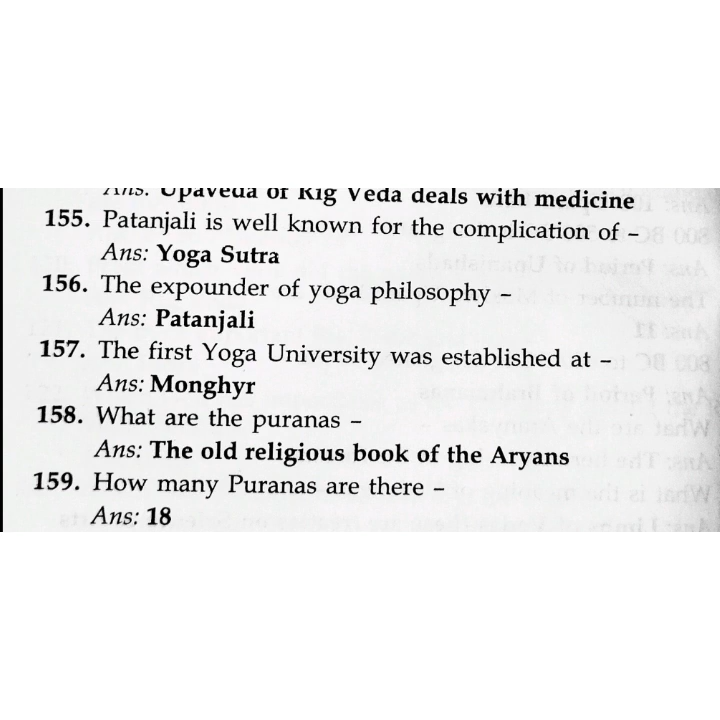 Ans. Upaveda of Rig Veda deals with medicine
155. Patanjali is well known for the complication of –
Ans: Yoga Sutra
156. The expounder of yoga philosophy –
Ans: Patanjali
157. The first Yoga University was established at –
Ans: Monghyr
158. What are the puranas –
Ans: The old religious book of the Aryans
159. How many Puranas are there –
Ans: 18